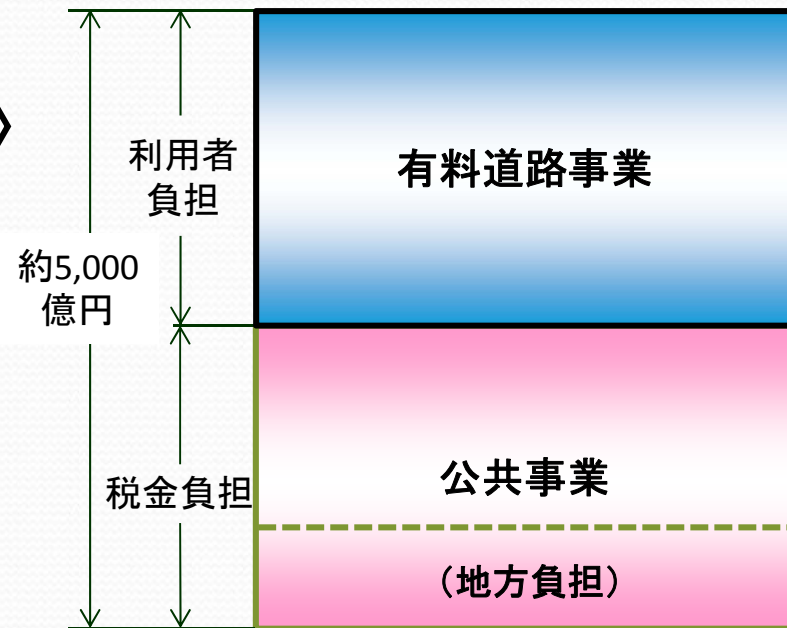 利用者
負担
有料道路事業
約5,000
億円
税金負担
公共事業
（地方負担）